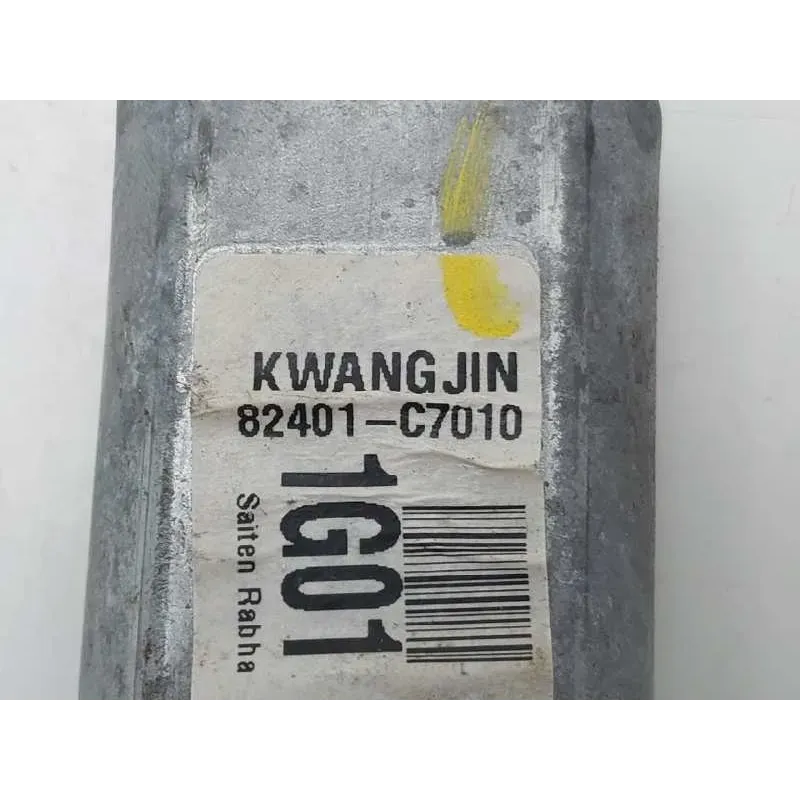 KWANGJIN
82401-C7010
1G01
Saiten Rabha